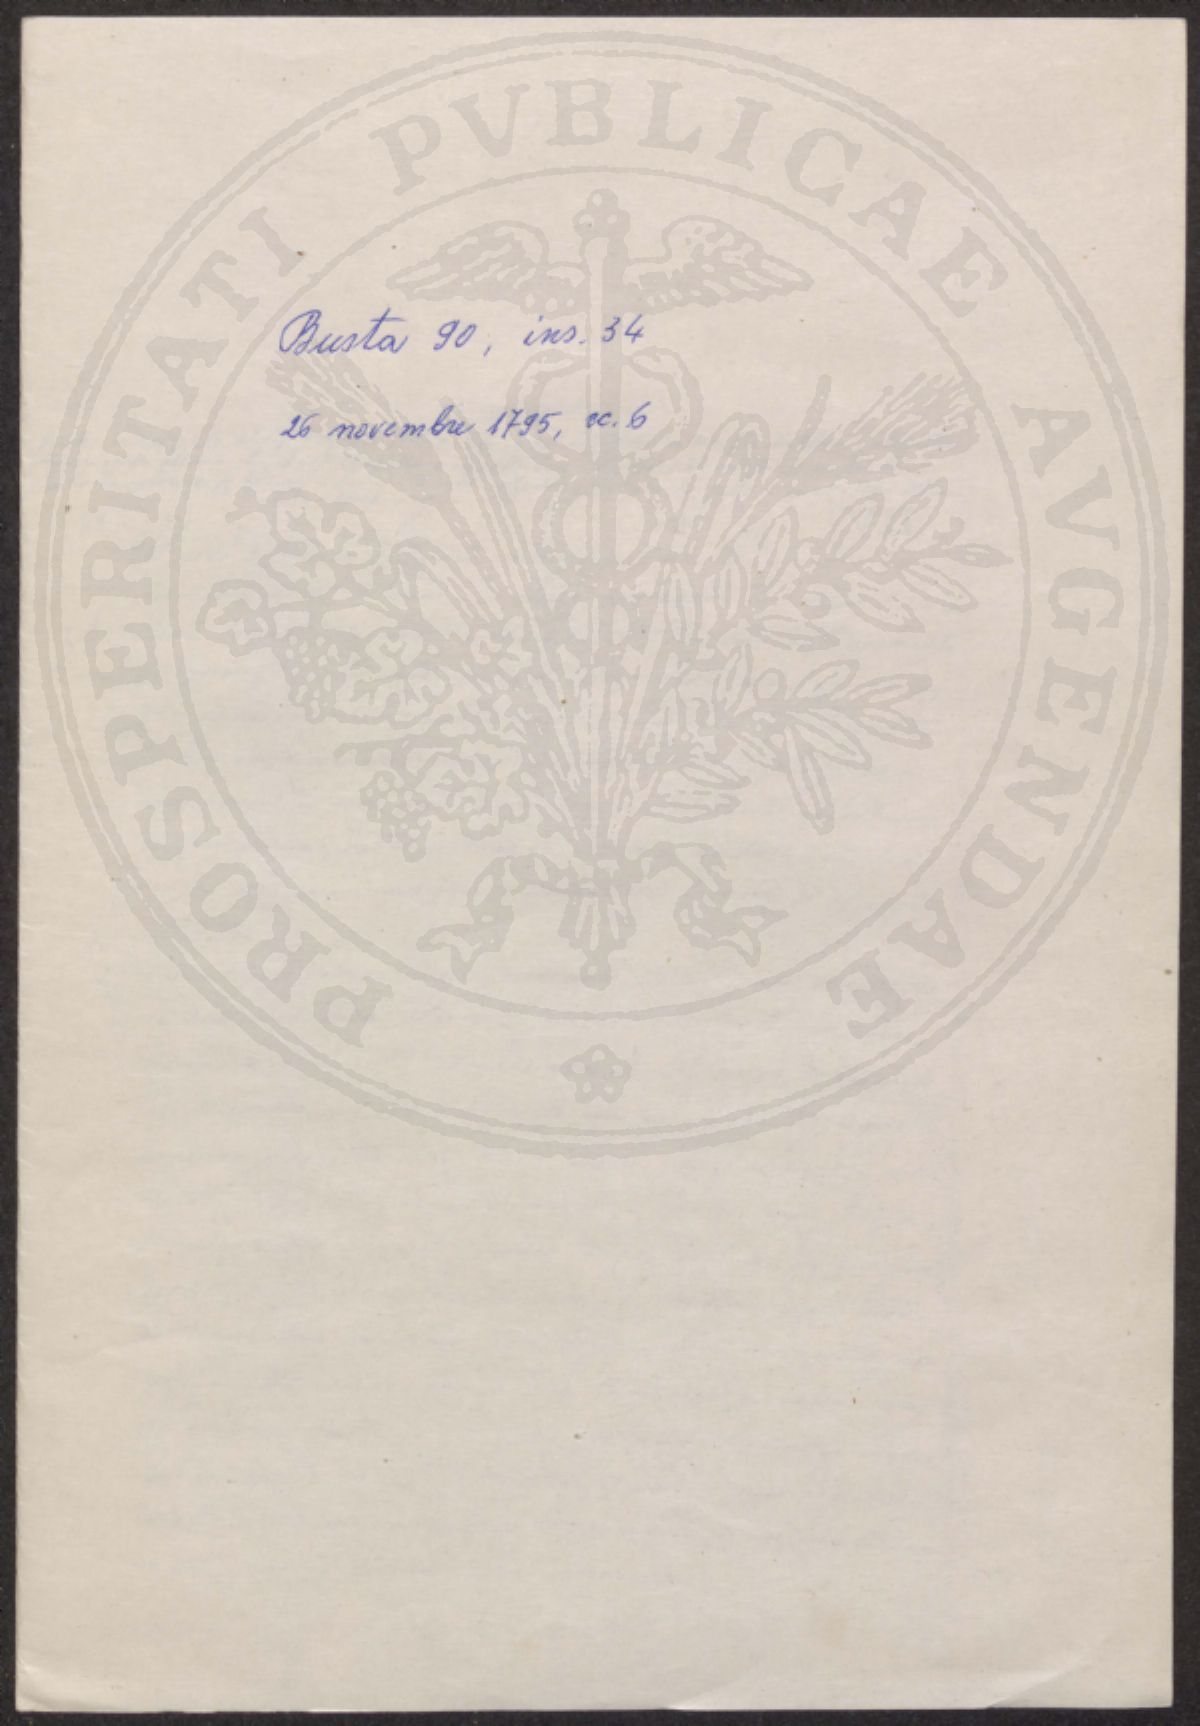 PROSPERITATI PVBLICAE AVGENDAE
Busta 90, ins. 34
26 novembre 1795, cc. 6